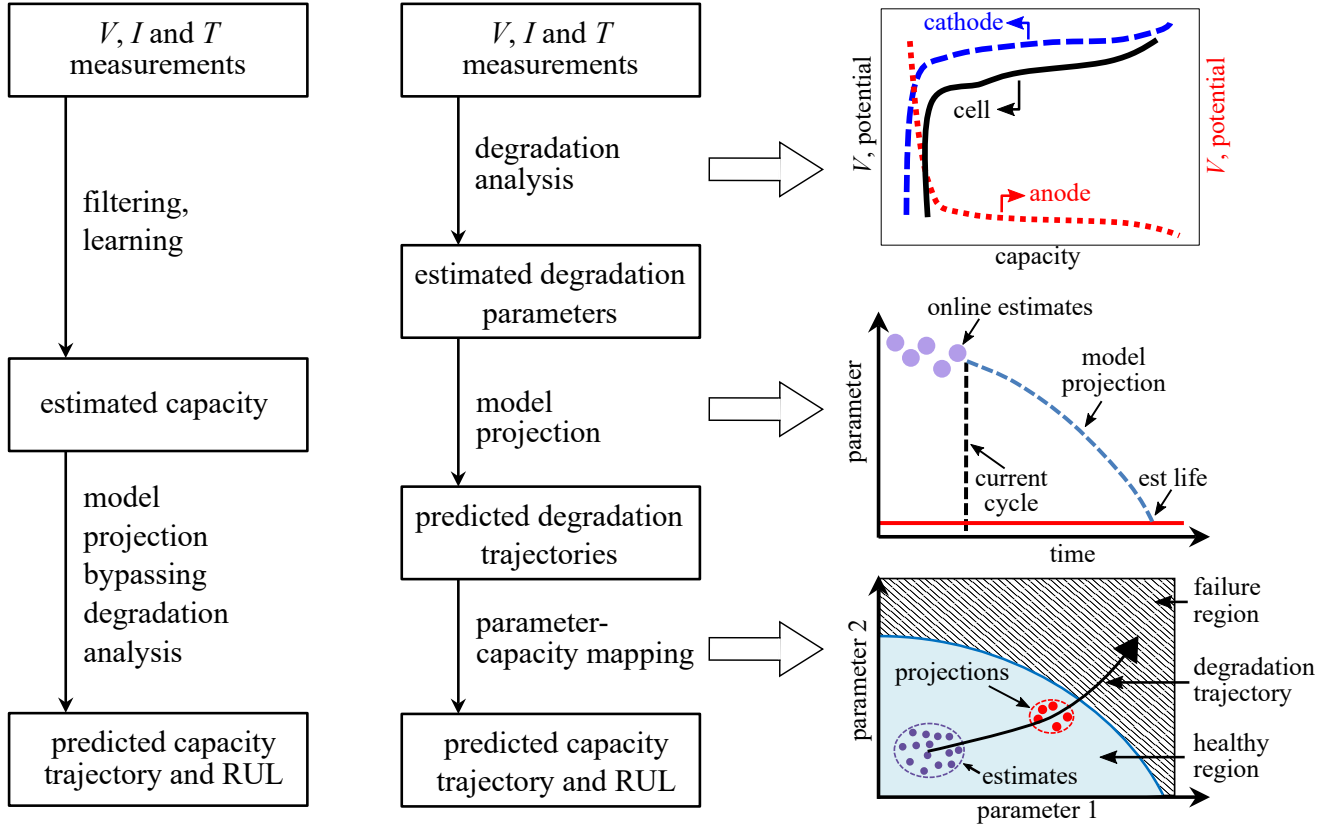 V, I and T
measurements
filtering,
learning
estimated capacity
model
projection
bypassing
degradation
analysis
predicted capacity
trajectory and RUL
V, I and T
measurements
degradation
analysis
estimated degradation
parameters
model
projection
predicted degradation
trajectories
parameter-
capacity mapping
predicted capacity
trajectory and RUL
V, potential
cathode
cell
anode
V, potential
capacity
parameter
online estimates
model
projection
current
cycle
est life
time
parameter 2
projections
estimates
parameter 1
failure
region
degradation
trajectory
healthy
region